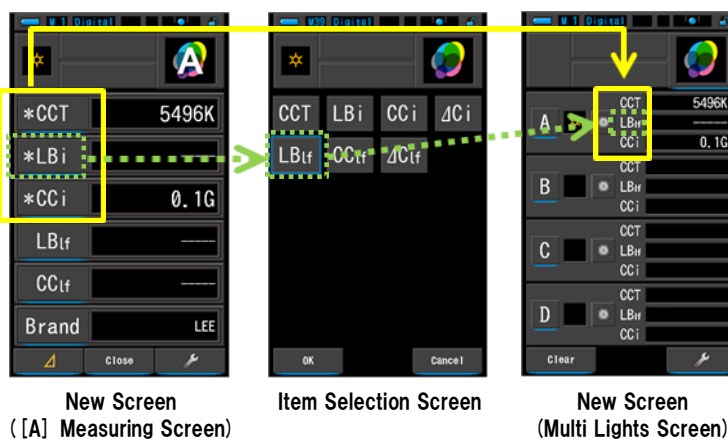 M 1 Digital
A
*CCT 5496K
*LBi -----
*CCi 0.1G
LBlf -----
CClf -----
Brand LEE
Close
New Screen
([A] Measuring Screen)
M39 Digital
CCT LBi CCi ⊿Ci
LBlf CClf ⊿Clf
OK Cancel
Item Selection Screen
M 1 Digital
A
CCT 5496K
LBlf -----
CCi 0.1G
B
CCT
LBlf
CCi
C
CCT
LBlf
CCi
D
CCT
LBlf
CCi
Clear
New Screen
(Multi Lights Screen)